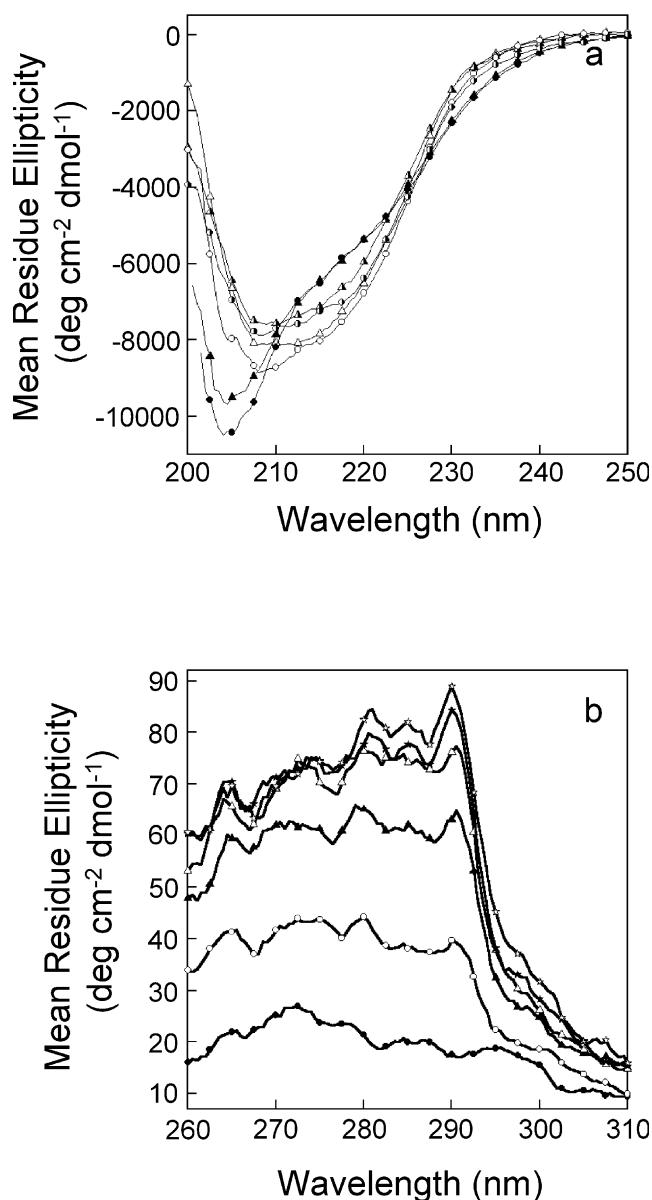 a
0
-2000
-4000
-6000
-8000
-10000
Mean Residue Ellipticity
(deg cm-2 dmol-1)
200 210 220 230 240 250
Wavelength (nm)
b
90
80
70
60
50
40
30
20
10
Mean Residue Ellipticity
(deg cm-2 dmol-1)
260 270 280 290 300 310
Wavelength (nm)